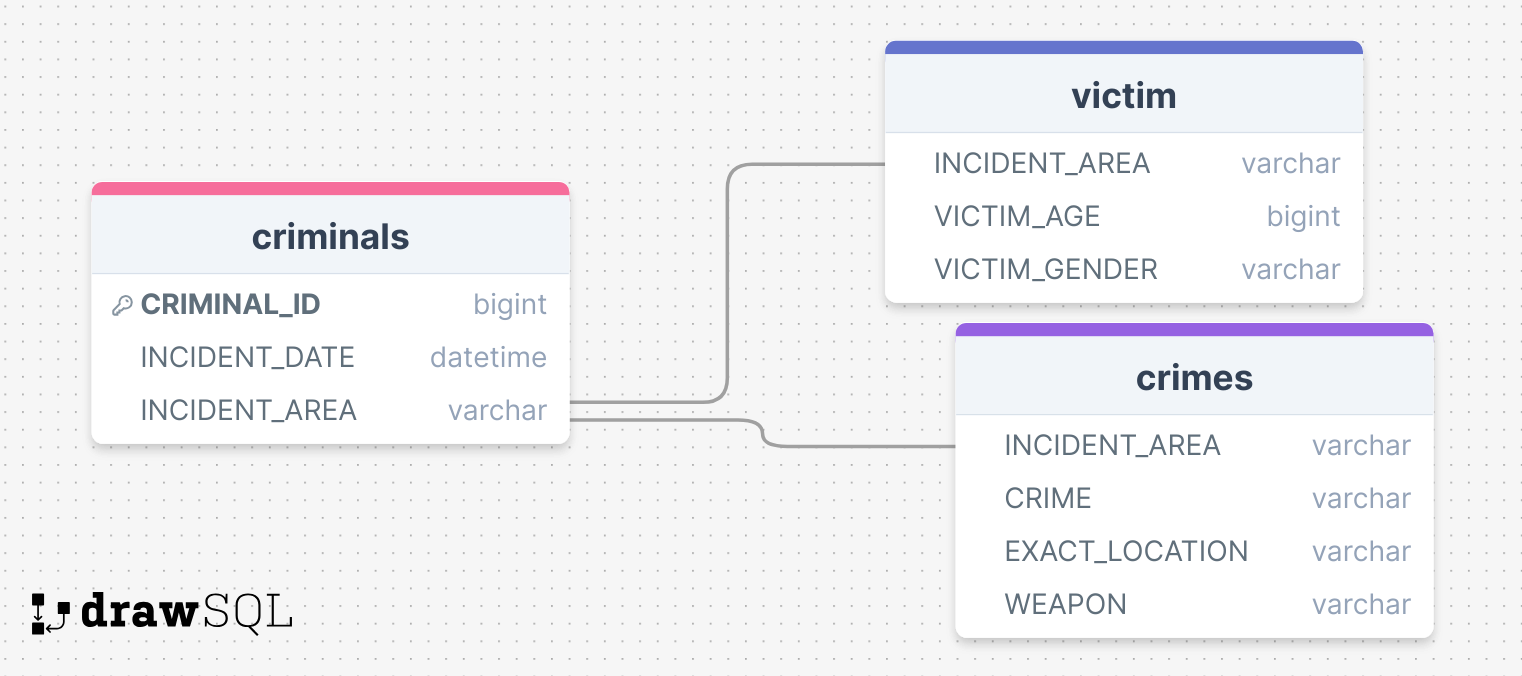 victim
INCIDENT_AREA varchar
VICTIM_AGE bigint
VICTIM_GENDER varchar
criminals
CRIMINAL_ID bigint
INCIDENT_DATE datetime
INCIDENT_AREA varchar
crimes
INCIDENT_AREA varchar
CRIME varchar
EXACT_LOCATION varchar
WEAPON varchar
drawSQL